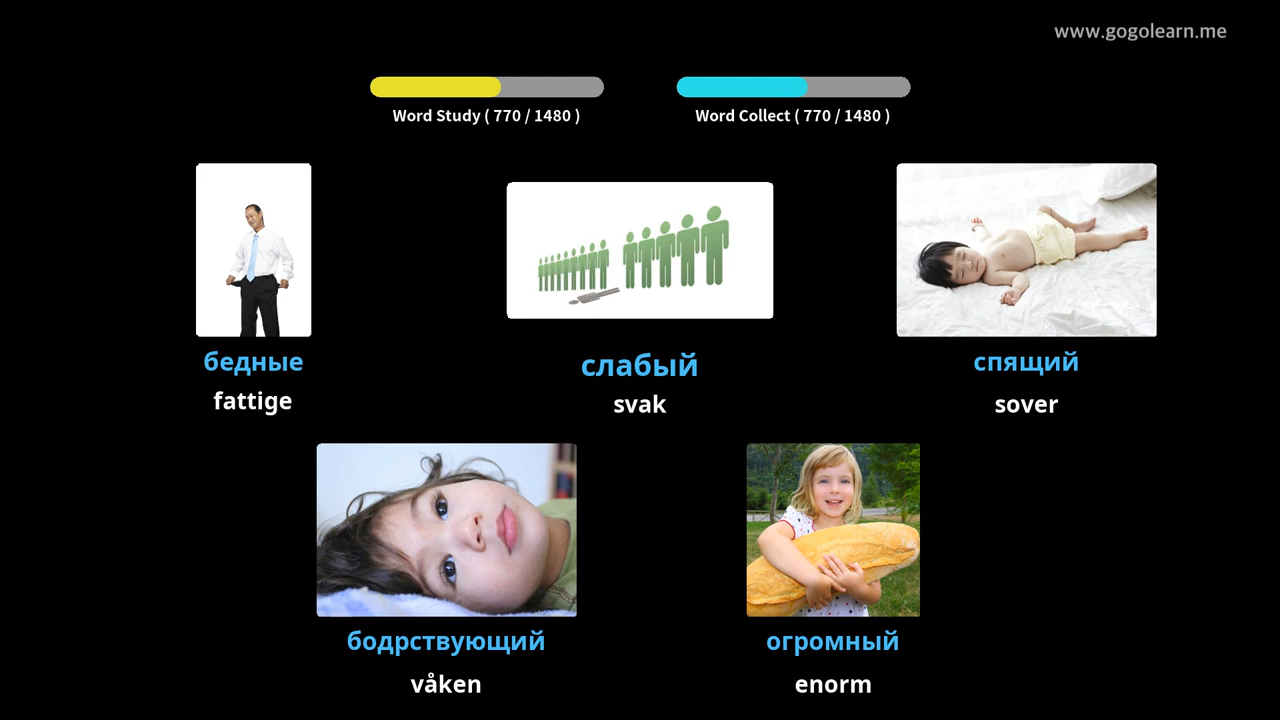 www.gogolearn.me
Word Study ( 770 / 1480 )
Word Collect ( 770 / 1480 )
бедные
fattige
слабый
svak
спящий
sover
бодрствующий
våken
огромный
enorm